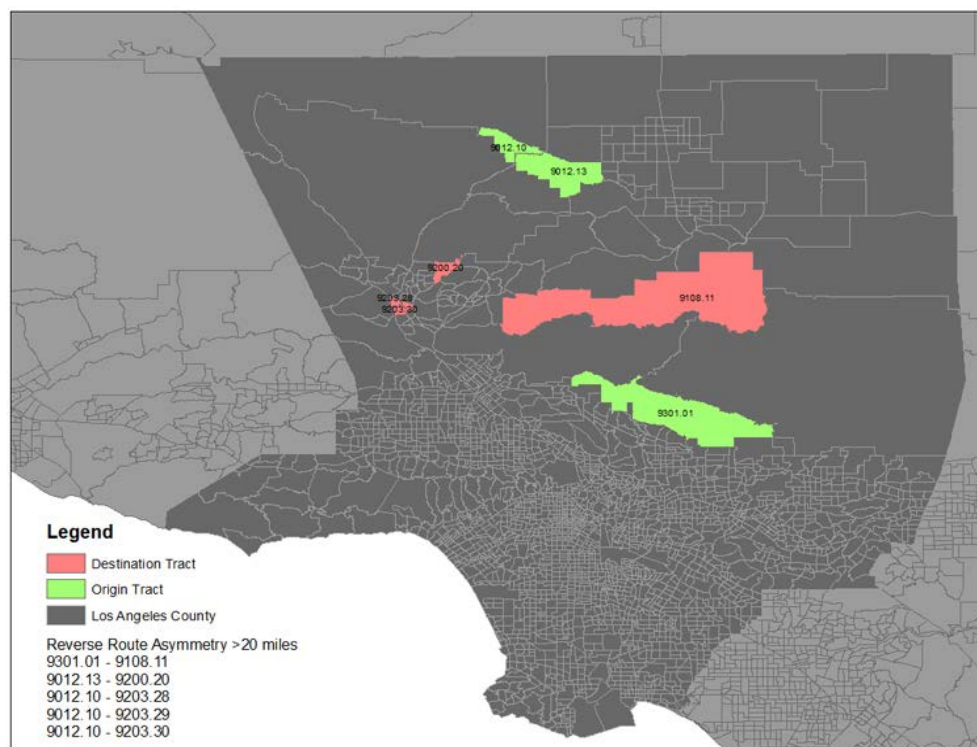 9012.10
9012.13
9200.20
9203.28
9203.30
9108.11
9301.01
Legend
Destination Tract
Origin Tract
Los Angeles County
Reverse Route Asymmetry >20 miles
9301.01 - 9108.11
9012.13 - 9200.20
9012.10 - 9203.28
9012.10 - 9203.29
9012.10 - 9203.30